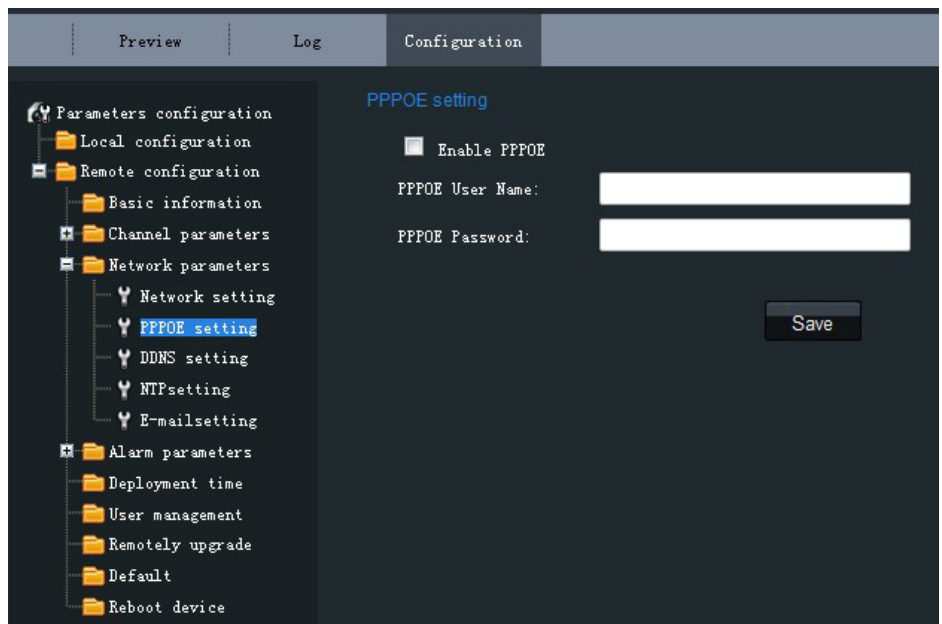 Preview
Log
Configuration
Parameters configuration
Local configuration
Remote configuration
Basic information
Channel parameters
Network parameters
Network setting
PPPOE setting
DDNS setting
NTPsetting
E-mailsetting
Alarm parameters
Deployment time
User management
Remotely upgrade
Default
Reboot device
PPPOE setting
Enable PPPOE
PPPOE User Name:
PPPOE Password:
Save